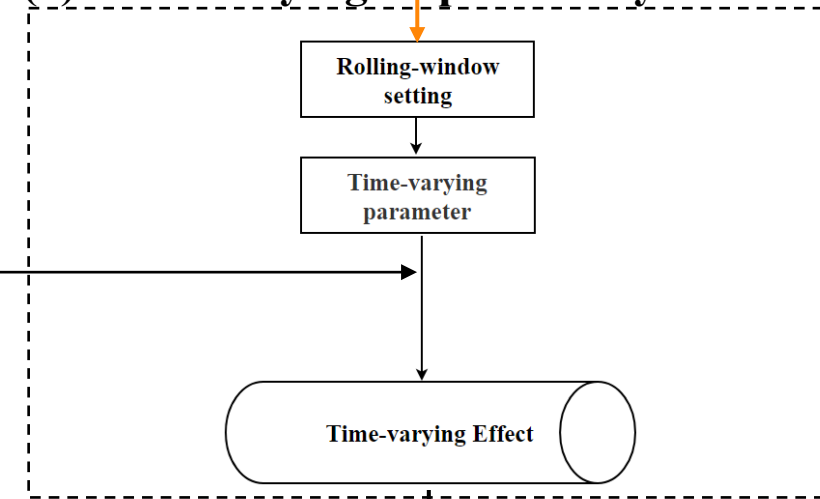 Rolling-window
setting
Time-varying
parameter
Time-varying Effect